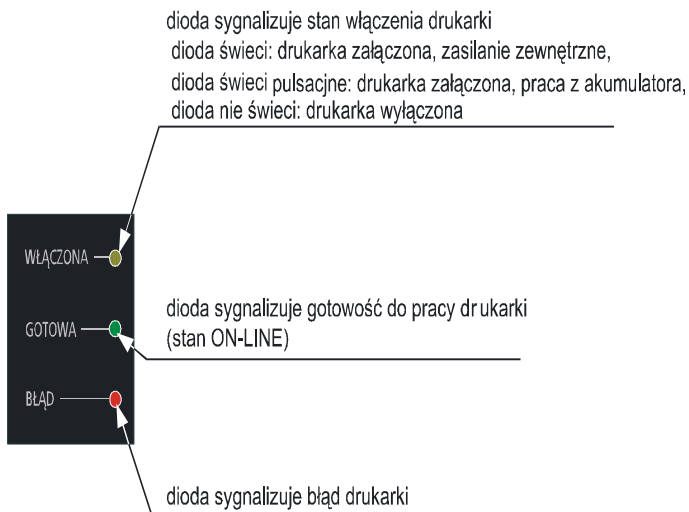 dioda sygnalizuje stan włączenia drukarki
dioda świeci: drukarka załączona, zasilanie zewnętrzne,
dioda świeci pulsacjne: drukarka załączona, praca z akumulatora,
dioda nie świeci: drukarka wyłączona
WŁĄCZONA
GOTOWA
dioda sygnalizuje gotowość do pracy drukarki
(stan ON-LINE)
BŁĄD
dioda sygnalizuje błąd drukarki